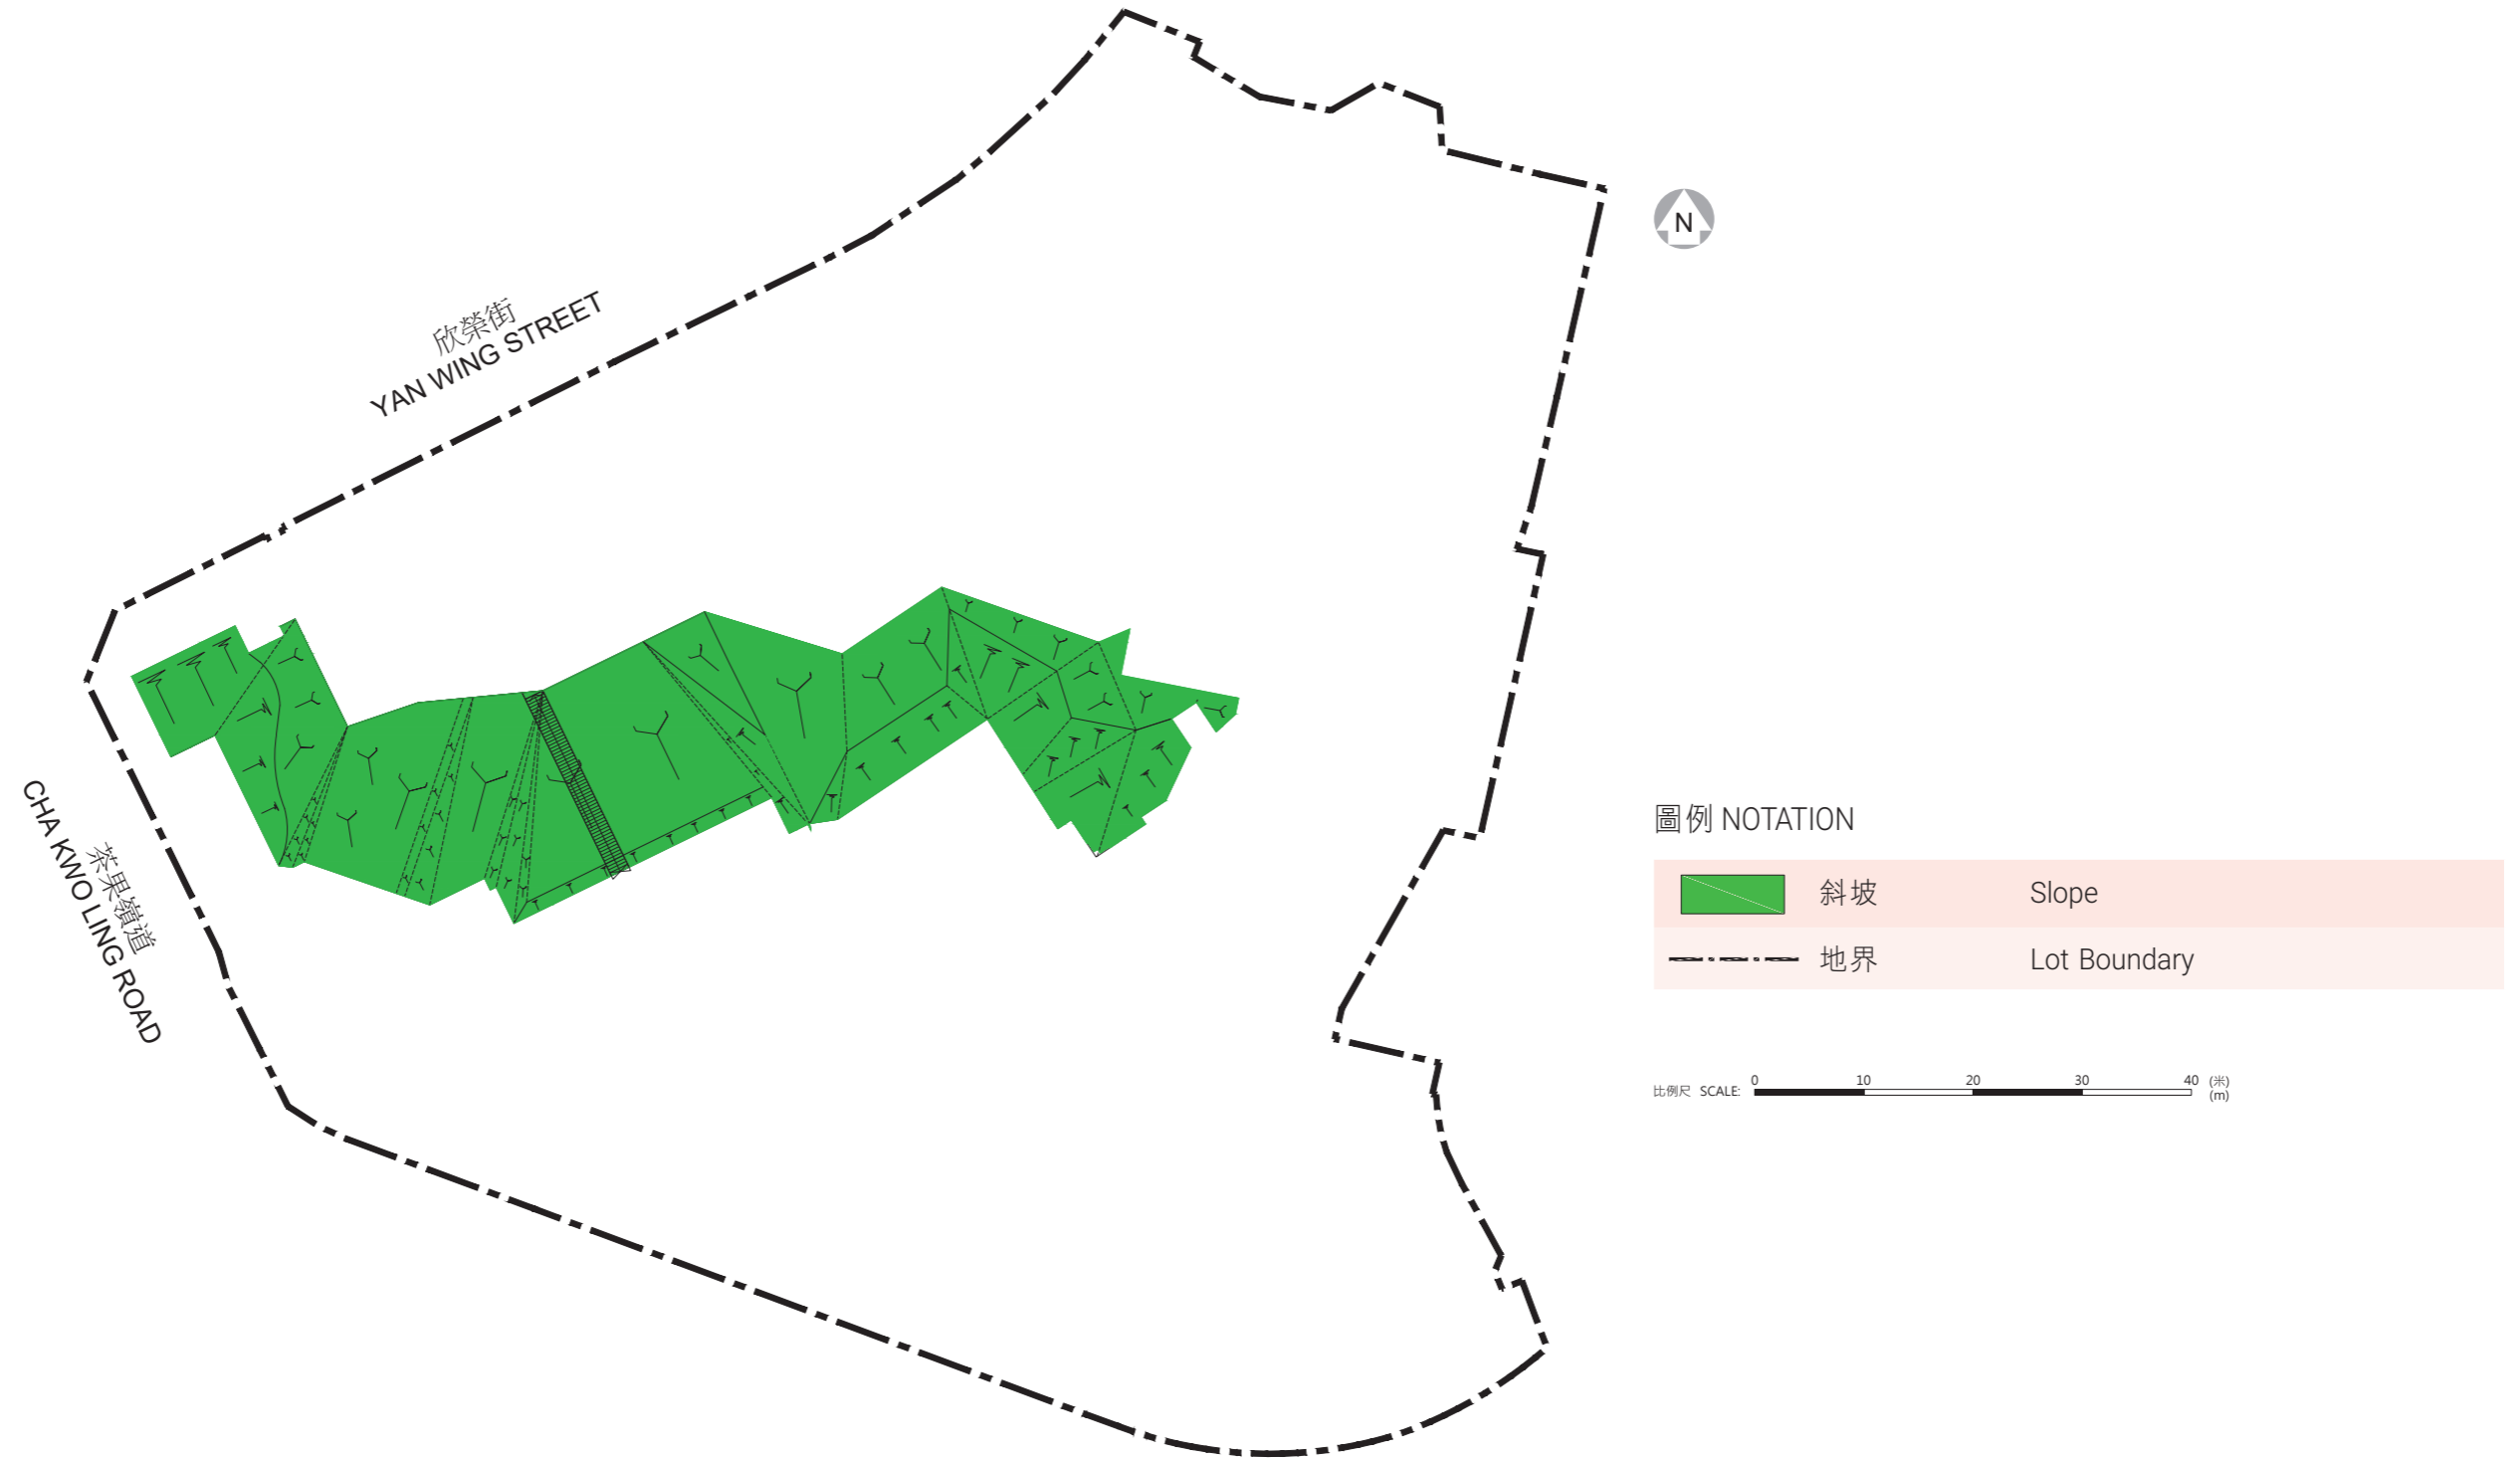 N
欣榮街
YAN WING STREET
茶果嶺道
CHA KWO LING ROAD
圖例 NOTATION
斜坡 Slope
地界 Lot Boundary
比例尺 SCALE: 0 10 20 30 40 (米)
(m)